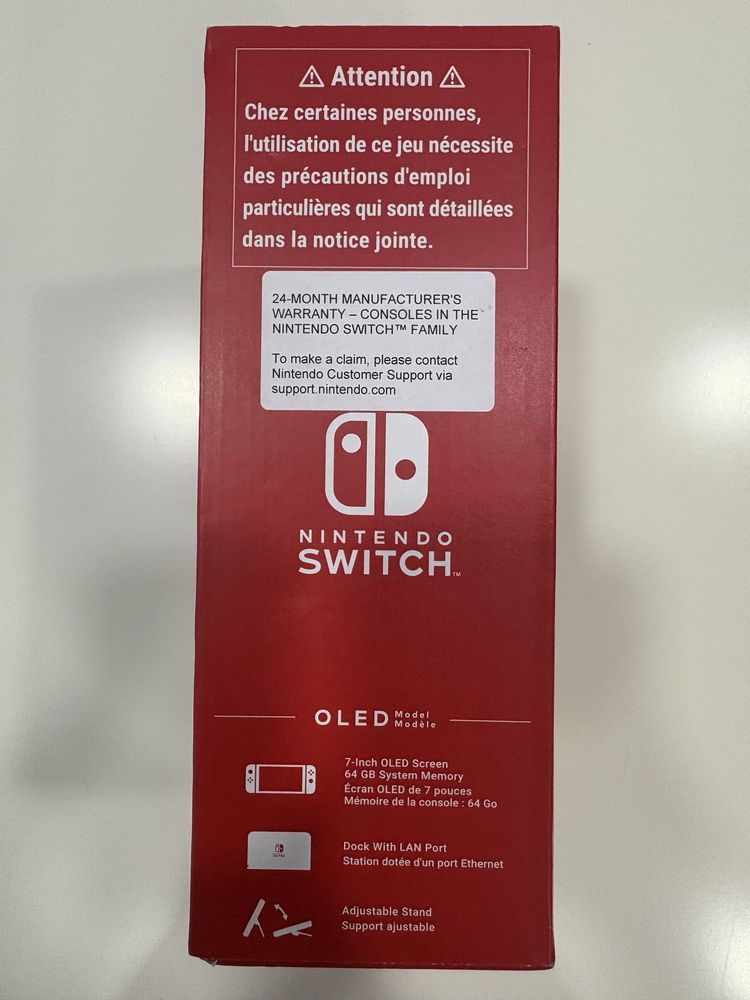 ⚠ Attention ⚠
Chez certaines personnes,
l'utilisation de ce jeu nécessite
des précautions d'emploi
particulières qui sont détaillées
dans la notice jointe.
24-MONTH MANUFACTURER'S
WARRANTY – CONSOLES IN THE
NINTENDO SWITCH™ FAMILY
To make a claim, please contact
Nintendo Customer Support via
support.nintendo.com
NINTENDO
SWITCH™
OLED Model
Modèle
7-Inch OLED Screen
64 GB System Memory
Écran OLED de 7 pouces
Mémoire de la console : 64 Go
Dock With LAN Port
Station dotée d'un port Ethernet
Adjustable Stand
Support ajustable